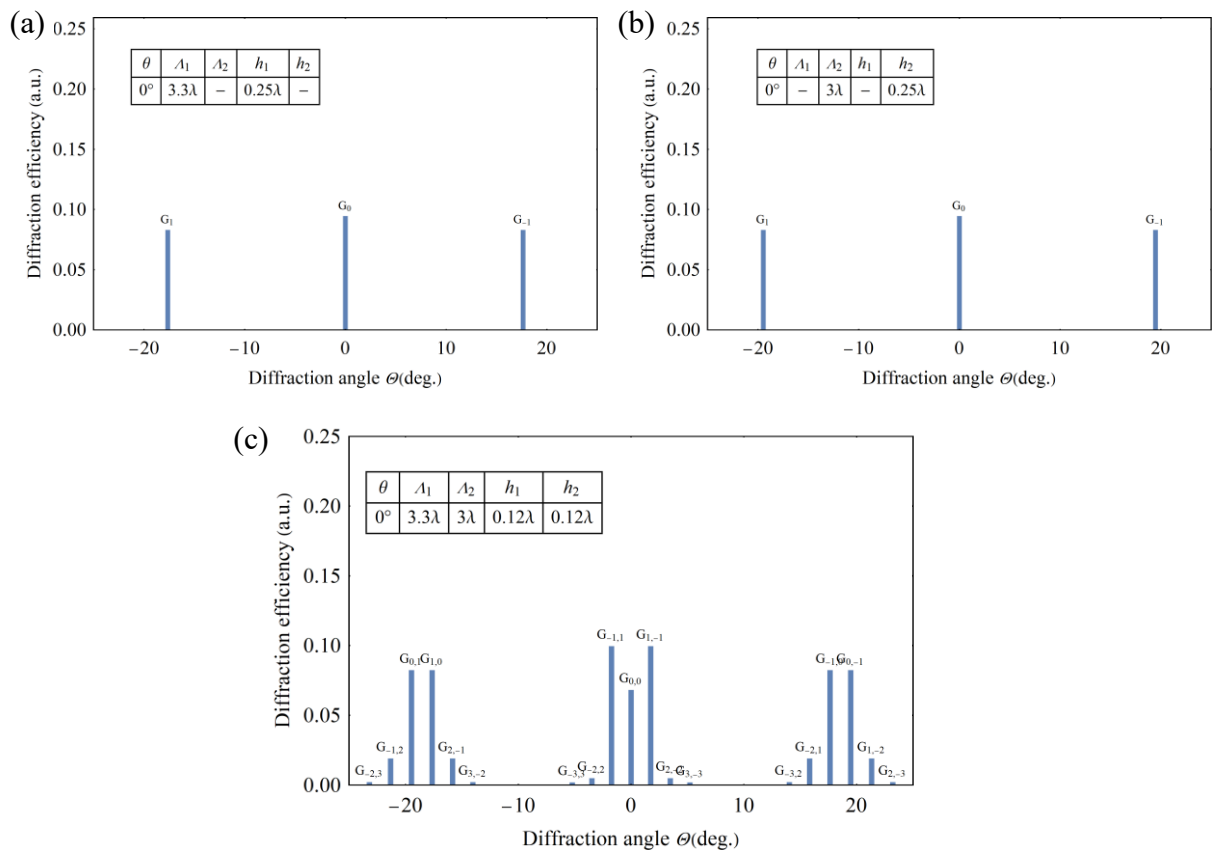 (a)
Diffraction efficiency (a.u.)
0.25
0.20
0.15
0.10
0.05
0.00
θ Λ₁ Λ₂ h₁ h₂
0° 3.3λ – 0.25λ –
G₁ G₀ G₋₁
−20 −10 0 10 20
Diffraction angle Θ(deg.)
(b)
Diffraction efficiency (a.u.)
0.25
0.20
0.15
0.10
0.05
0.00
θ Λ₁ Λ₂ h₁ h₂
0° – 3λ – 0.25λ
G₁ G₀ G₋₁
−20 −10 0 10 20
Diffraction angle Θ(deg.)
(c)
Diffraction efficiency (a.u.)
0.25
0.20
0.15
0.10
0.05
0.00
θ Λ₁ Λ₂ h₁ h₂
0° 3.3λ 3λ 0.12λ 0.12λ
G₋₂,₃ G₋₁,₂ G₀,₁ G₁,₀ G₂,₋₁ G₃,₋₂ G₋₃,₃ G₋₂,₂ G₋₁,₁ G₀,₀ G₁,₋₁ G₂,₋₂ G₃,₋₃ G₋₃,₂ G₋₂,₁ G₋₁,₀ G₀,₋₁ G₁,₋₂ G₂,₋₃
−20 −10 0 10 20
Diffraction angle Θ(deg.)